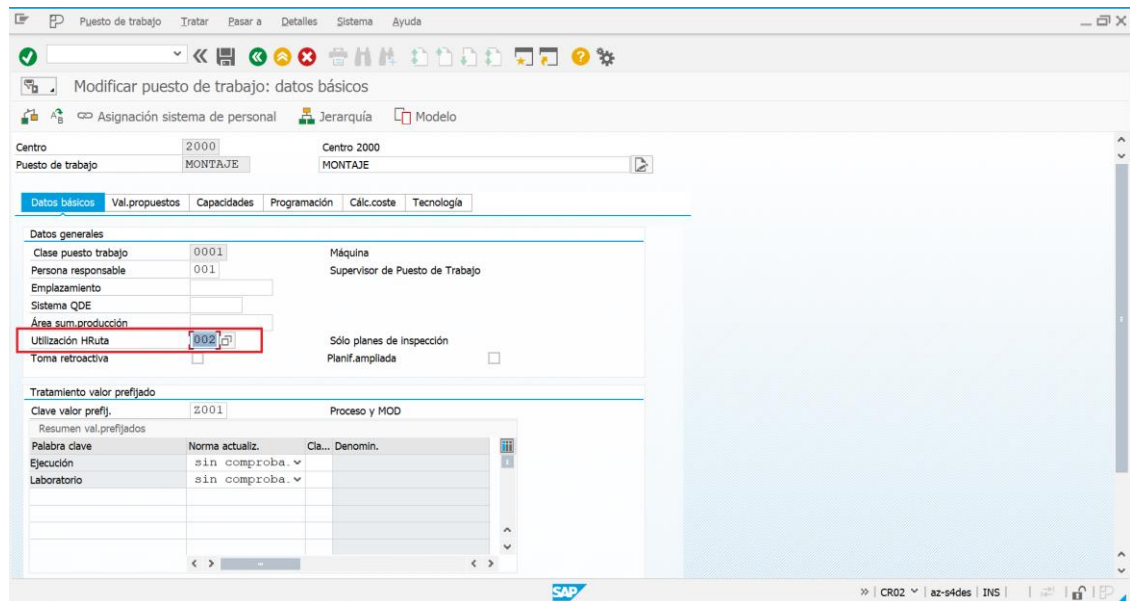 Puesto de trabajo Tratar Pasar a Detalles Sistema Ayuda
Modificar puesto de trabajo: datos básicos
Asignación sistema de personal Jerarquía Modelo
Centro 2000 Centro 2000
Puesto de trabajo MONTAJE MONTAJE
Datos básicos Val.propuestos Capacidades Programación Cálc.coste Tecnología
Datos generales
Clase puesto trabajo 0001 Máquina
Persona responsable 001 Supervisor de Puesto de Trabajo
Emplazamiento
Sistema QDE
Área sum.producción
Utilización HRuta 002 Sólo planes de inspección
Toma retroactiva Planif.ampliada
Tratamiento valor prefijado
Clave valor prefij. Z001 Proceso y MOD
Resumen val.prefijados
Palabra clave Norma actualiz. Cla... Denomin.
Ejecución sin comproba.
Laboratorio sin comproba.
SAP CR02 az-s4des INS